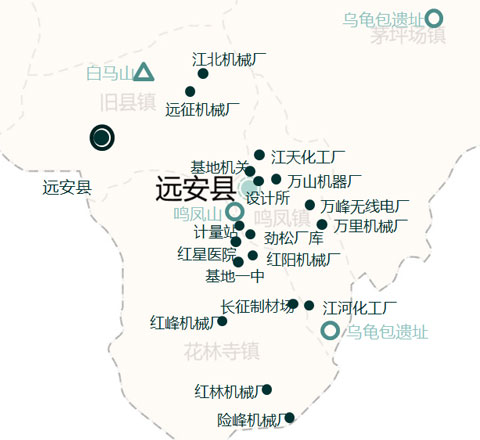 乌龟包遗址
茅坪场镇
江北机械厂
白马山
旧县镇
远征机械厂
江天化工厂
基地机关
远安县
万山机器厂
远安县
设计所
万峰无线电厂
鸣凤山
鸣凤镇
万里机械厂
计量站
劲松厂库
红星医院
红阳机械厂
基地一中
长征制材场
江河化工厂
红峰机械厂
乌龟包遗址
花林寺镇
红林机械厂
险峰机械厂